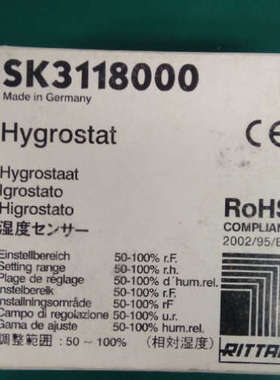 SK3118000
Made in Germany
Hygrostat
CE
Hygrostaat
Igrostato
Higrostato
湿度センサー
RoHS
COMPLIAN
2002/95/E
Einstellbereich 50-100% r.F.
Setting range 50-100% r.h.
Plage de réglage 50-100% d´hum.rel.
Instelbereik 50-100% r.F.
Inställningsområde 50-100% rF
Campo di regolazione 50-100% u.r.
Gama de ajuste 50-100% hum.rel.
調整範囲:50~100% (相対湿度)
RITTAL